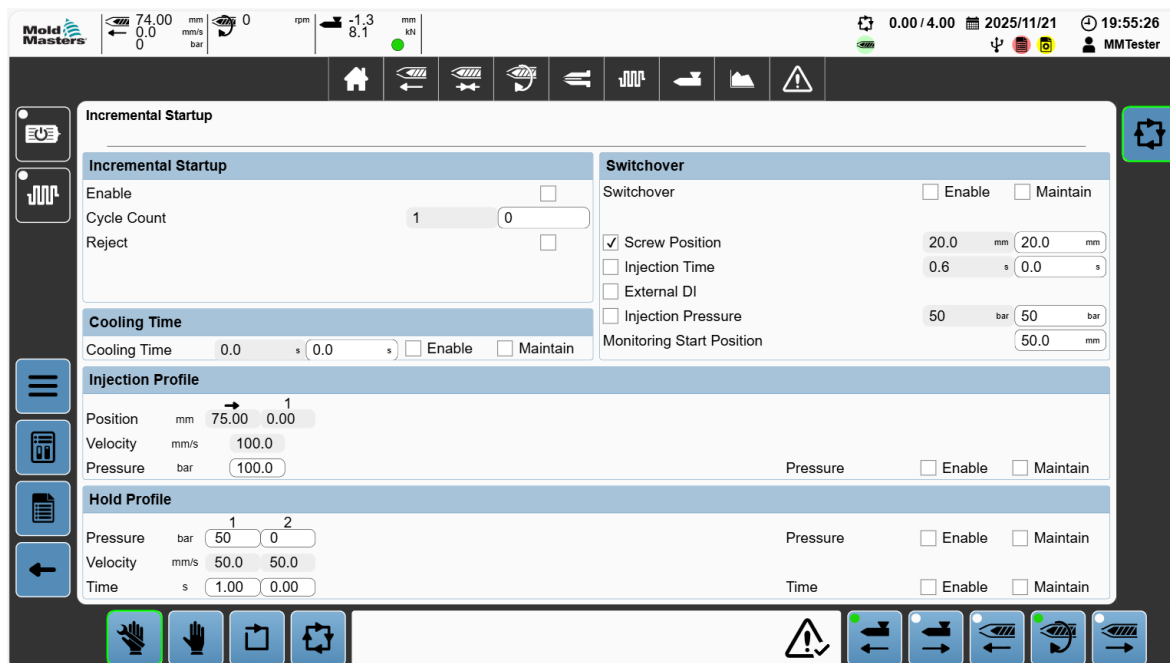 Mold
Masters
74.00 mm
0.0 mm/s
0 bar
0 rpm
-1.3 mm
8.1 kN
0.00 / 4.00 2025/11/21 19:55:26
MMTester
Incremental Startup
Incremental Startup
Enable
Cycle Count 1 0
Reject
Cooling Time
Cooling Time 0.0 s 0.0 s Enable Maintain
Switchover
Switchover Enable Maintain
Screw Position 20.0 mm 20.0 mm
Injection Time 0.6 s 0.0 s
External DI
Injection Pressure 50 bar 50 bar
Monitoring Start Position 50.0 mm
Injection Profile
1
Position mm 75.00 0.00
Velocity mm/s 100.0
Pressure bar 100.0 Pressure Enable Maintain
Hold Profile
1 2
Pressure bar 50 0 Pressure Enable Maintain
Velocity mm/s 50.0 50.0
Time s 1.00 0.00 Time Enable Maintain